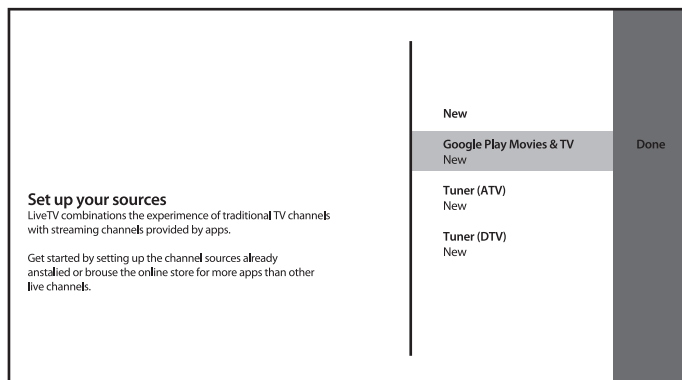 Set up your sources
LiveTV combinations the experimence of traditional TV channels
with streaming channels provided by apps.
Get started by setting up the channel sources already
anstalied or brouse the online store for more apps than other
live channels.
New
Google Play Movies & TV
New
Tuner (ATV)
New
Tuner (DTV)
New
Done